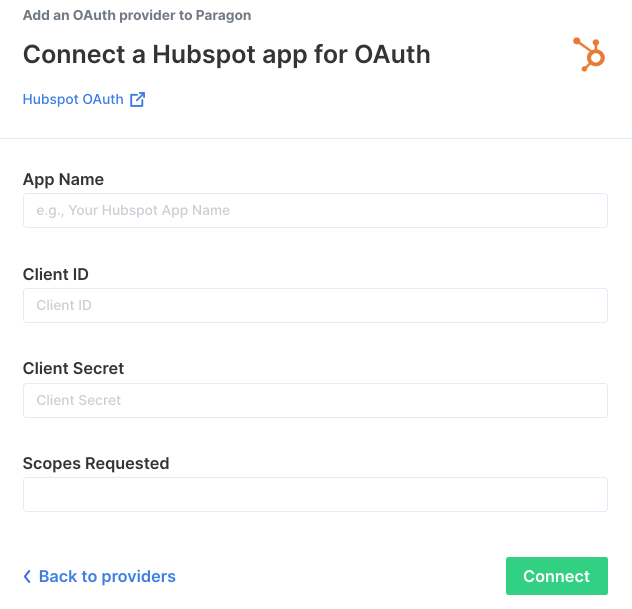 Add an OAuth provider to Paragon
Connect a Hubspot app for OAuth
Hubspot OAuth
App Name
e.g., Your Hubspot App Name
Client ID
Client ID
Client Secret
Client Secret
Scopes Requested
Back to providers
Connect